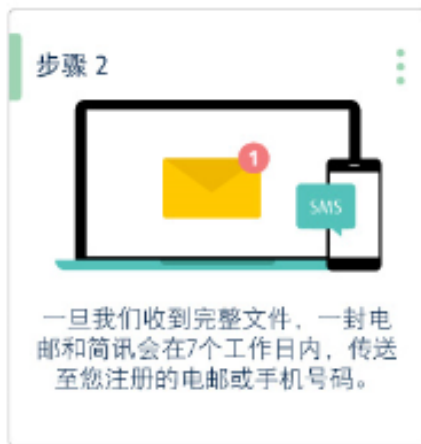 步骤 2
1
SMS
一旦我们收到完整文件，一封电
邮和简讯会在7个工作日内，传送
至您注册的电邮或手机号码。